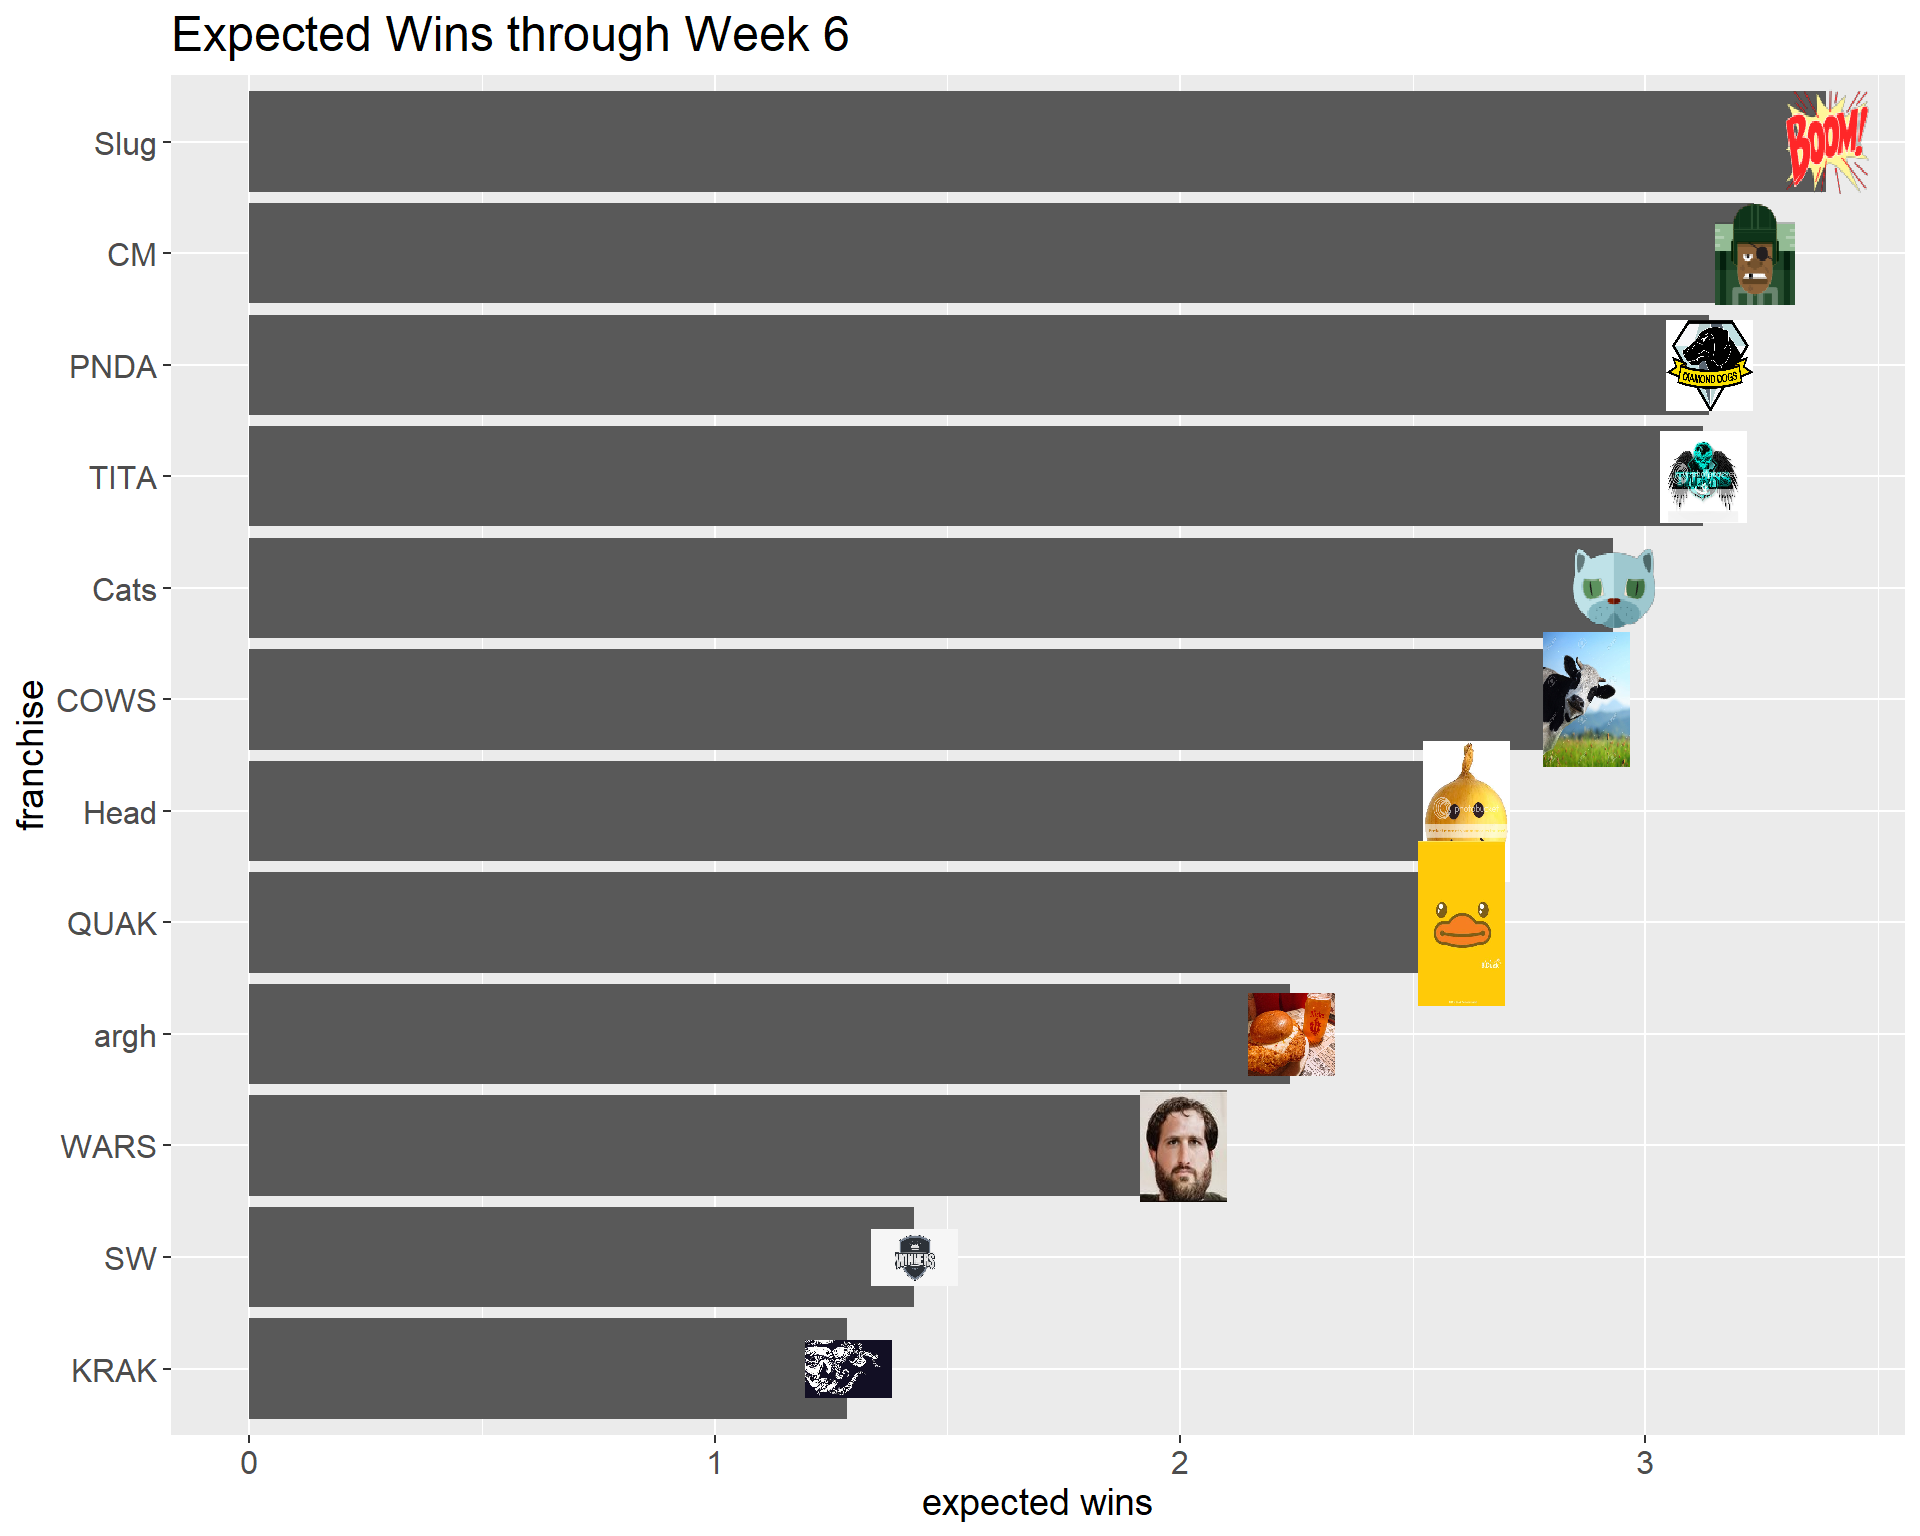 Expected Wins through Week 6
Slug
BOOM!
CM
PNDA
DIAMOND DOGS
TITA
Cats
COWS
franchise
Head
QUAK
argh
WARS
SW
WINNERS
KRAK
0 1 2 3
expected wins